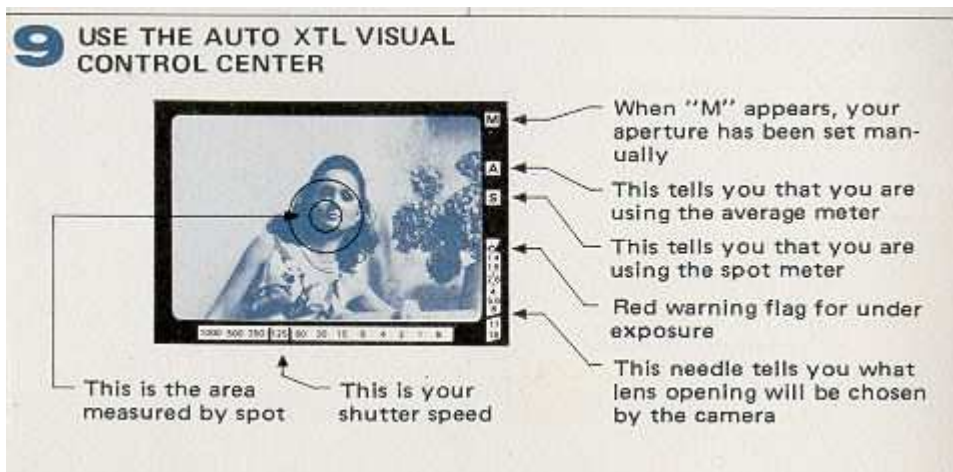 9 USE THE AUTO XTL VISUAL
CONTROL CENTER
When "M" appears, your
aperture has been set man-
ually
This tells you that you are
using the average meter
This tells you that you are
using the spot meter
Red warning flag for under
exposure
This needle tells you what
lens opening will be chosen
by the camera
M
A
S
1000 500 250 125 60 30 15 8 4 2 1 B
This is the area
measured by spot
This is your
shutter speed